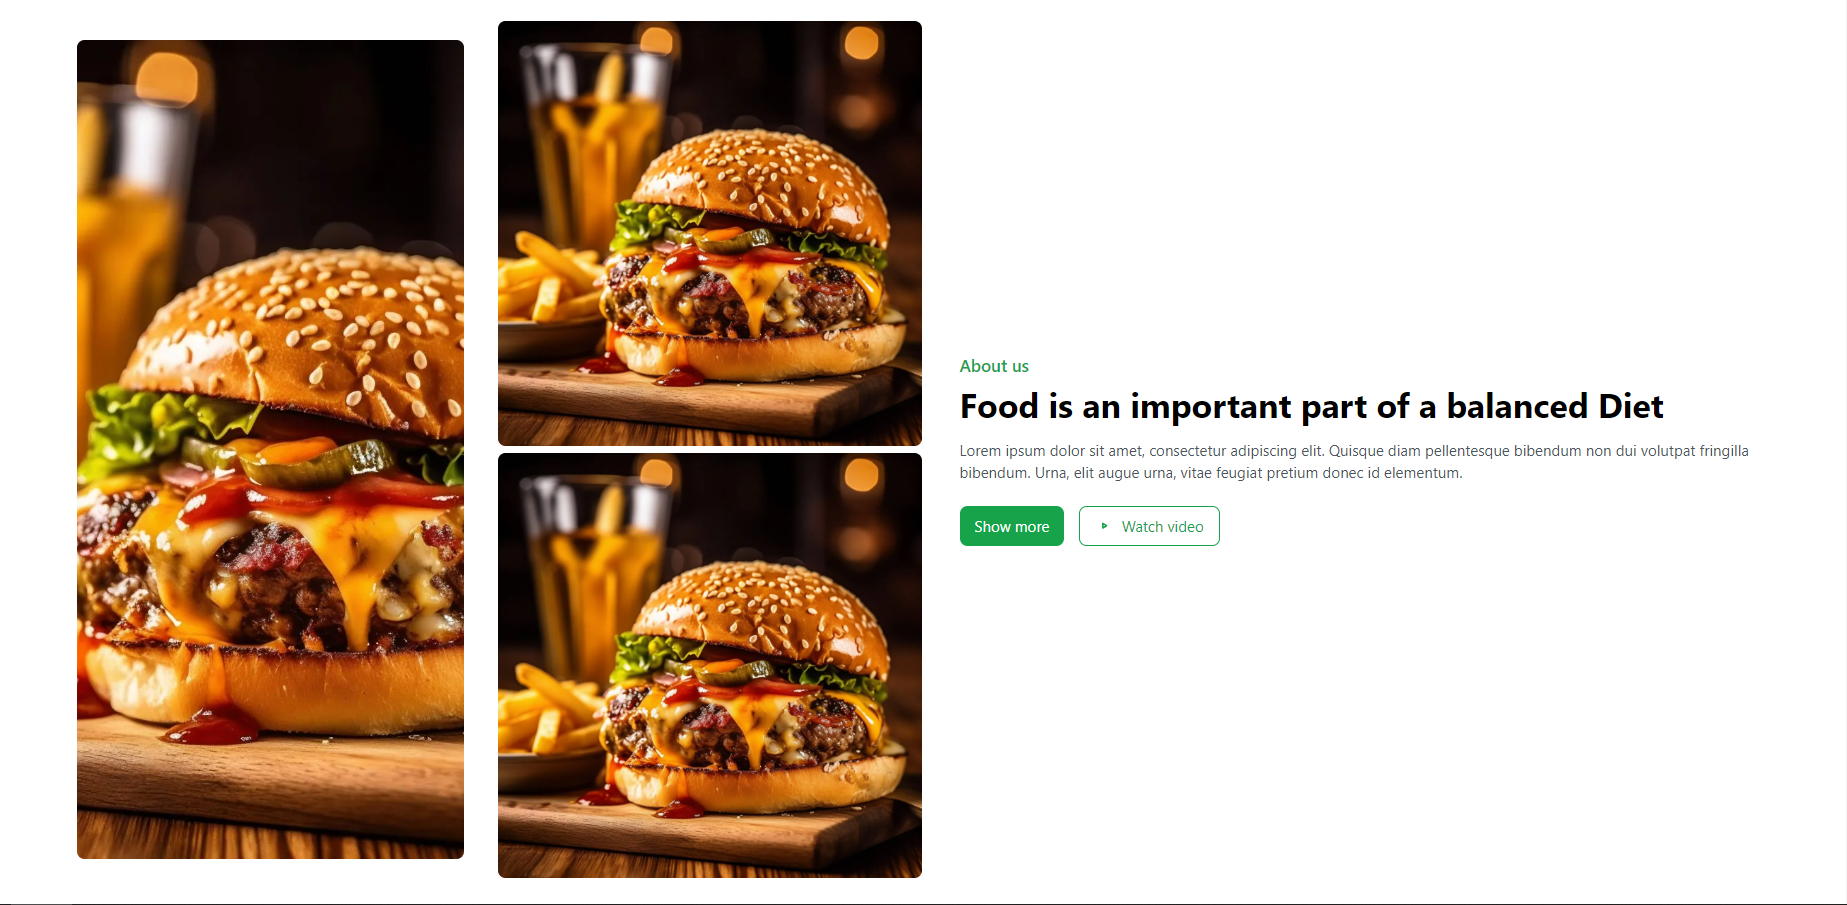 About us
Food is an important part of a balanced Diet
Lorem ipsum dolor sit amet, consectetur adipiscing elit. Quisque diam pellentesque bibendum non dui volutpat fringilla
bibendum. Urna, elit augue urna, vitae feugiat pretium donec id elementum.
Show more
Watch video